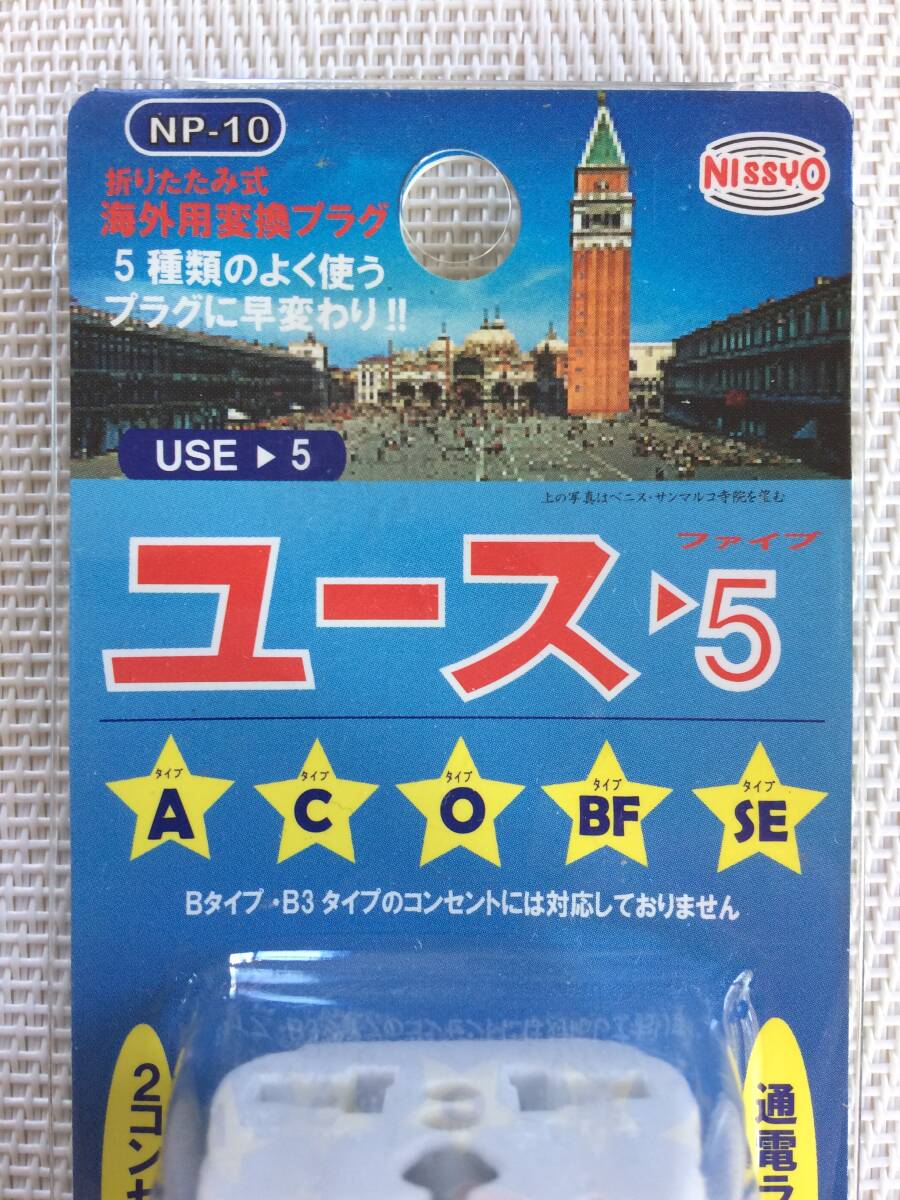 NP-10
NISSYO
折りたたみ式
海外用変換プラグ
5種類のよく使う
プラグに早変わり!!
USE ▶ 5
上の写真はベニス・サンマルコ寺院を望む
ファイブ
ユース▶5
タイプ A
タイプ C
タイプ O
タイプ BF
タイプ SE
Bタイプ・B3タイプのコンセントには対応しておりません
2コン
通電